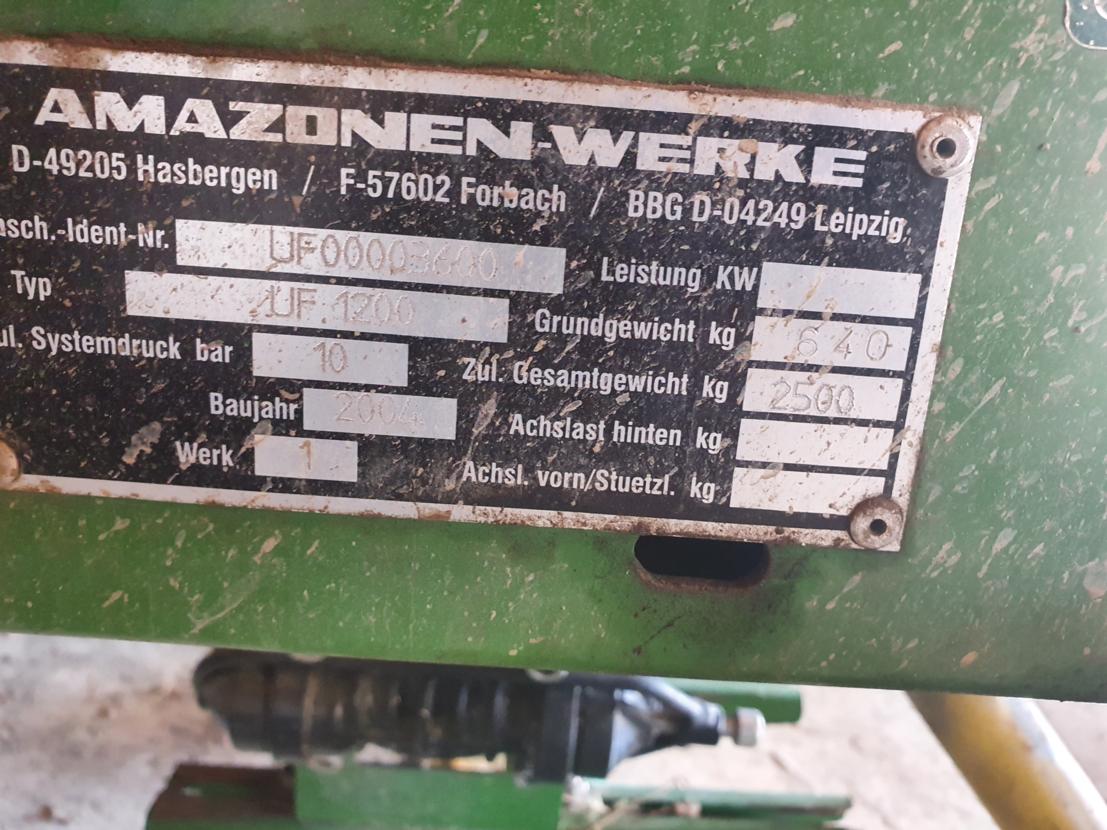 AMAZONEN-WERKE
D-49205 Hasbergen / F-57602 Forbach / BBG D-04249 Leipzig
asch.-Ident-Nr. UF00003600
Leistung KW
Typ UF 1200
Grundgewicht kg 640
ul. Systemdruck bar 10
Zul. Gesamtgewicht kg 2500
Baujahr 2004
Achslast hinten kg
Werk 1
Achsl. vorn/Stuetzl. kg